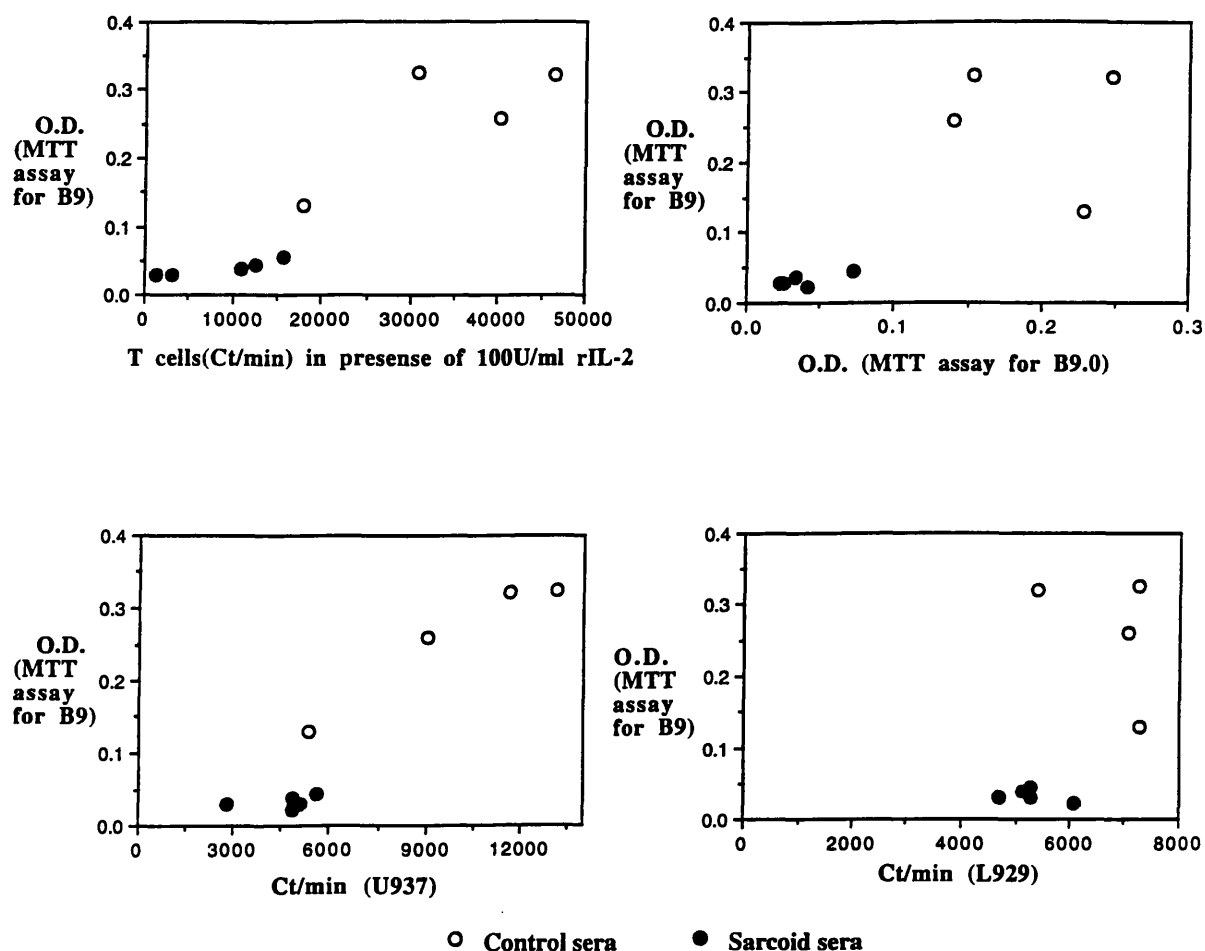 0.4
0.3
0.2
0.1
0.0
O.D.
(MTT
assay
for B9)
0 10000 20000 30000 40000 50000
T cells(Ct/min) in presense of 100U/ml rIL-2
0.4
0.3
0.2
0.1
0.0
O.D.
(MTT
assay
for B9)
0.0 0.1 0.2 0.3
O.D. (MTT assay for B9.0)
0.4
0.3
0.2
0.1
0.0
O.D.
(MTT
assay
for B9)
0 3000 6000 9000 12000
Ct/min (U937)
0.4
0.3
0.2
0.1
0.0
O.D.
(MTT
assay
for B9)
0 2000 4000 6000 8000
Ct/min (L929)
Control sera Sarcoid sera